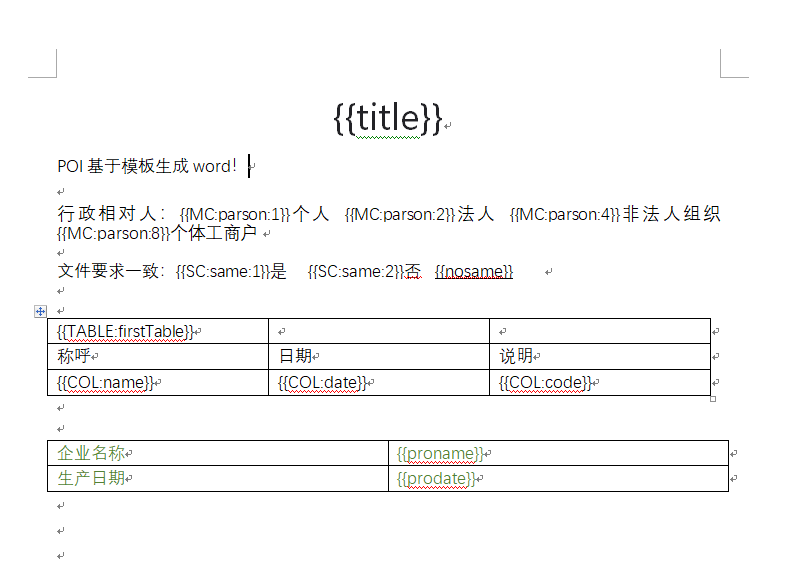 {{title}}
POI 基于模板生成 word！
行政相对人：{{MC:parson:1}}个人 {{MC:parson:2}}法人 {{MC:parson:4}}非法人组织
{{MC:parson:8}}个体工商户
文件要求一致：{{SC:same:1}}是 {{SC:same:2}}否 {{nosame}}
{{TABLE:firstTable}}
称呼 日期 说明
{{COL:name}} {{COL:date}} {{COL:code}}
企业名称 {{proname}}
生产日期 {{prodate}}